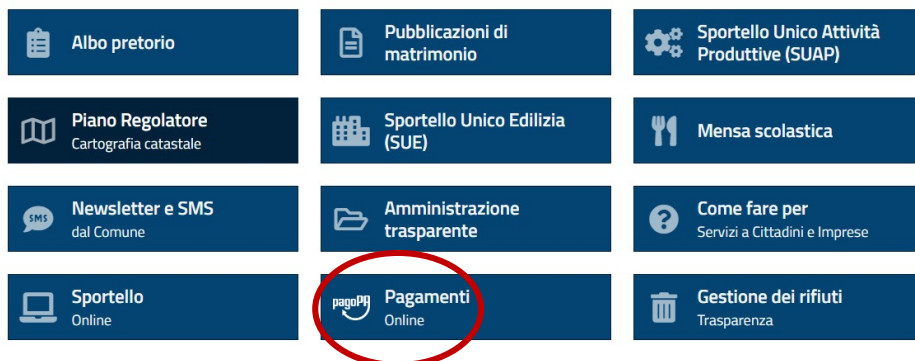 Albo pretorio
Pubblicazioni di
matrimonio
Sportello Unico Attività
Produttive (SUAP)
Piano Regolatore
Cartografia catastale
Sportello Unico Edilizia
(SUE)
Mensa scolastica
SMS
Newsletter e SMS
dal Comune
Amministrazione
trasparente
Come fare per
Servizi a Cittadini e Imprese
Sportello
Online
pagoPA
Pagamenti
Online
Gestione dei rifiuti
Trasparenza